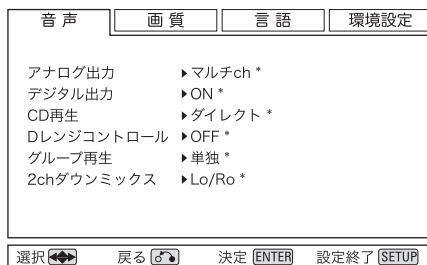 音声 画質 言語 環境設定
アナログ出力 ▶マルチch *
デジタル出力 ▶ON *
CD再生 ▶ダイレクト *
Dレンジコントロール ▶OFF *
グループ再生 ▶単独 *
2chダウンミックス ▶Lo/Ro *
選択 戻る 決定 ENTER 設定終了 SETUP